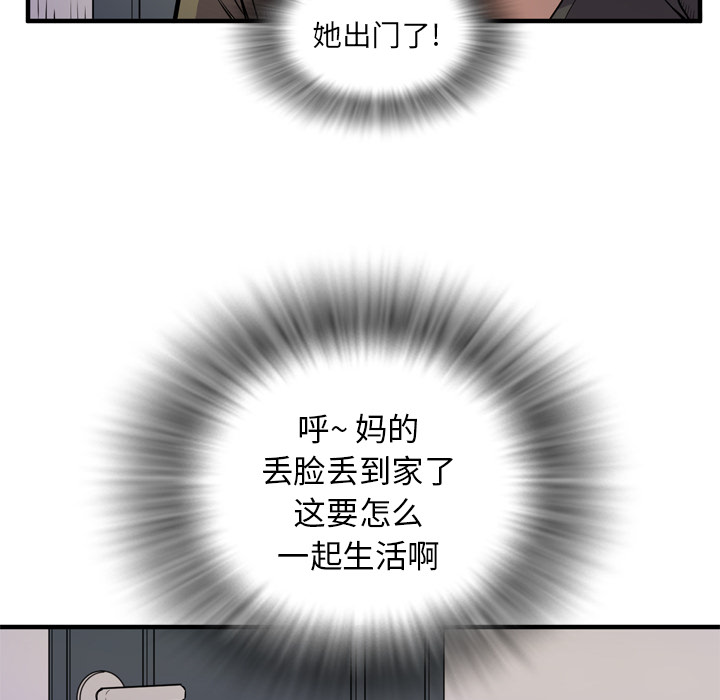 她出门了!
呼~ 妈的
丢脸丢到家了
这要怎么
一起生活啊